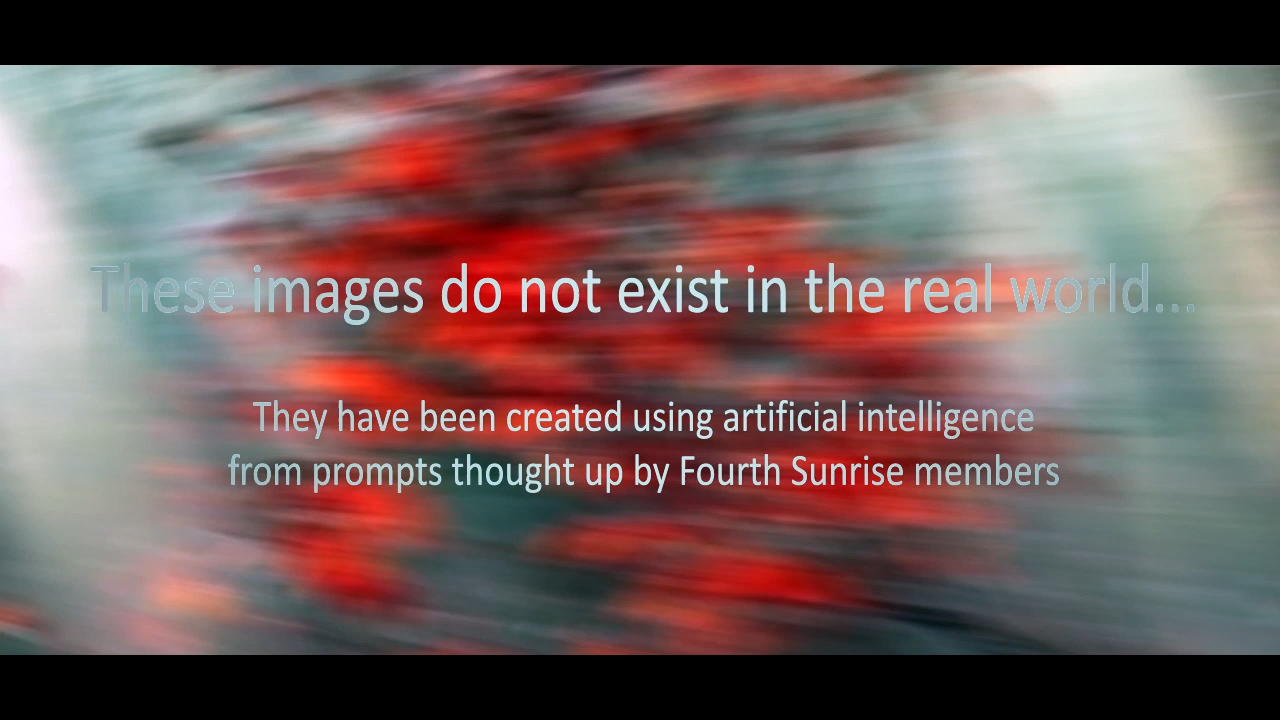 These images do not exist in the real world...
They have been created using artificial intelligence
from prompts thought up by Fourth Sunrise members